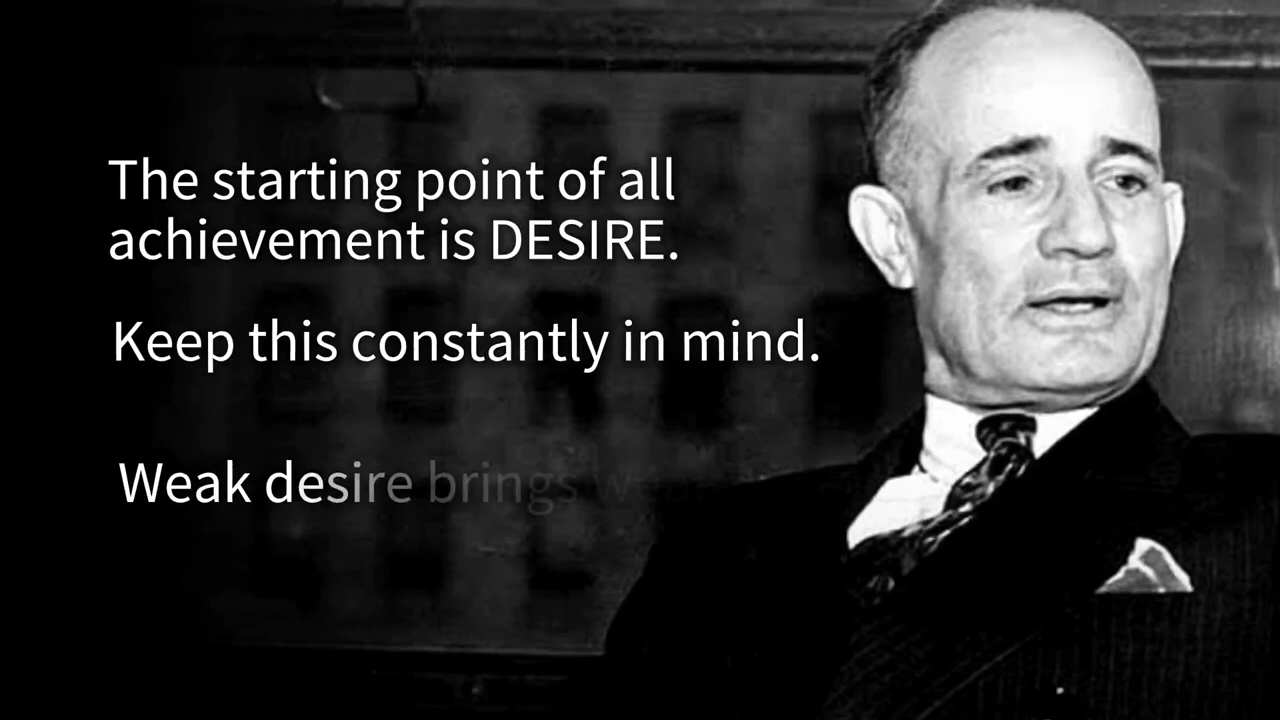 The starting point of all
achievement is DESIRE.
Keep this constantly in mind.
Weak desire brings